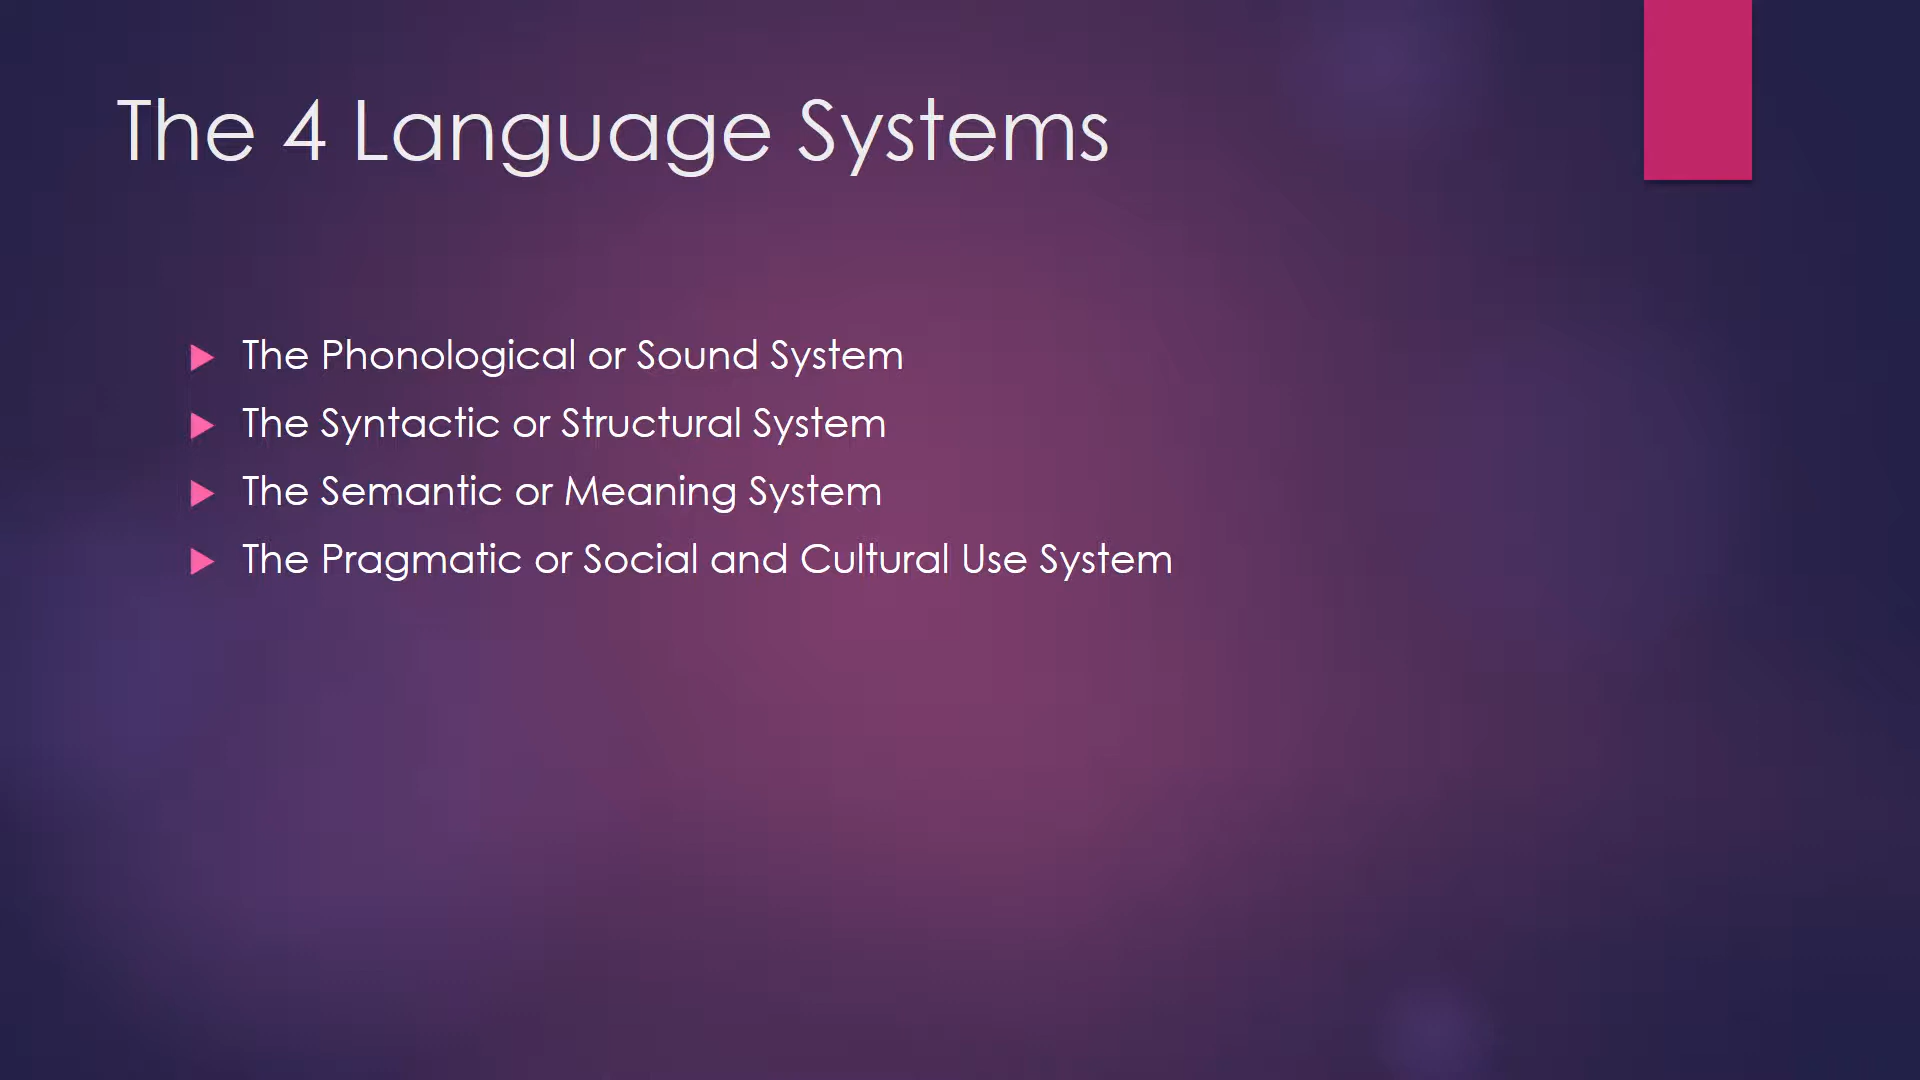 The 4 Language Systems
The Phonological or Sound System
The Syntactic or Structural System
The Semantic or Meaning System
The Pragmatic or Social and Cultural Use System